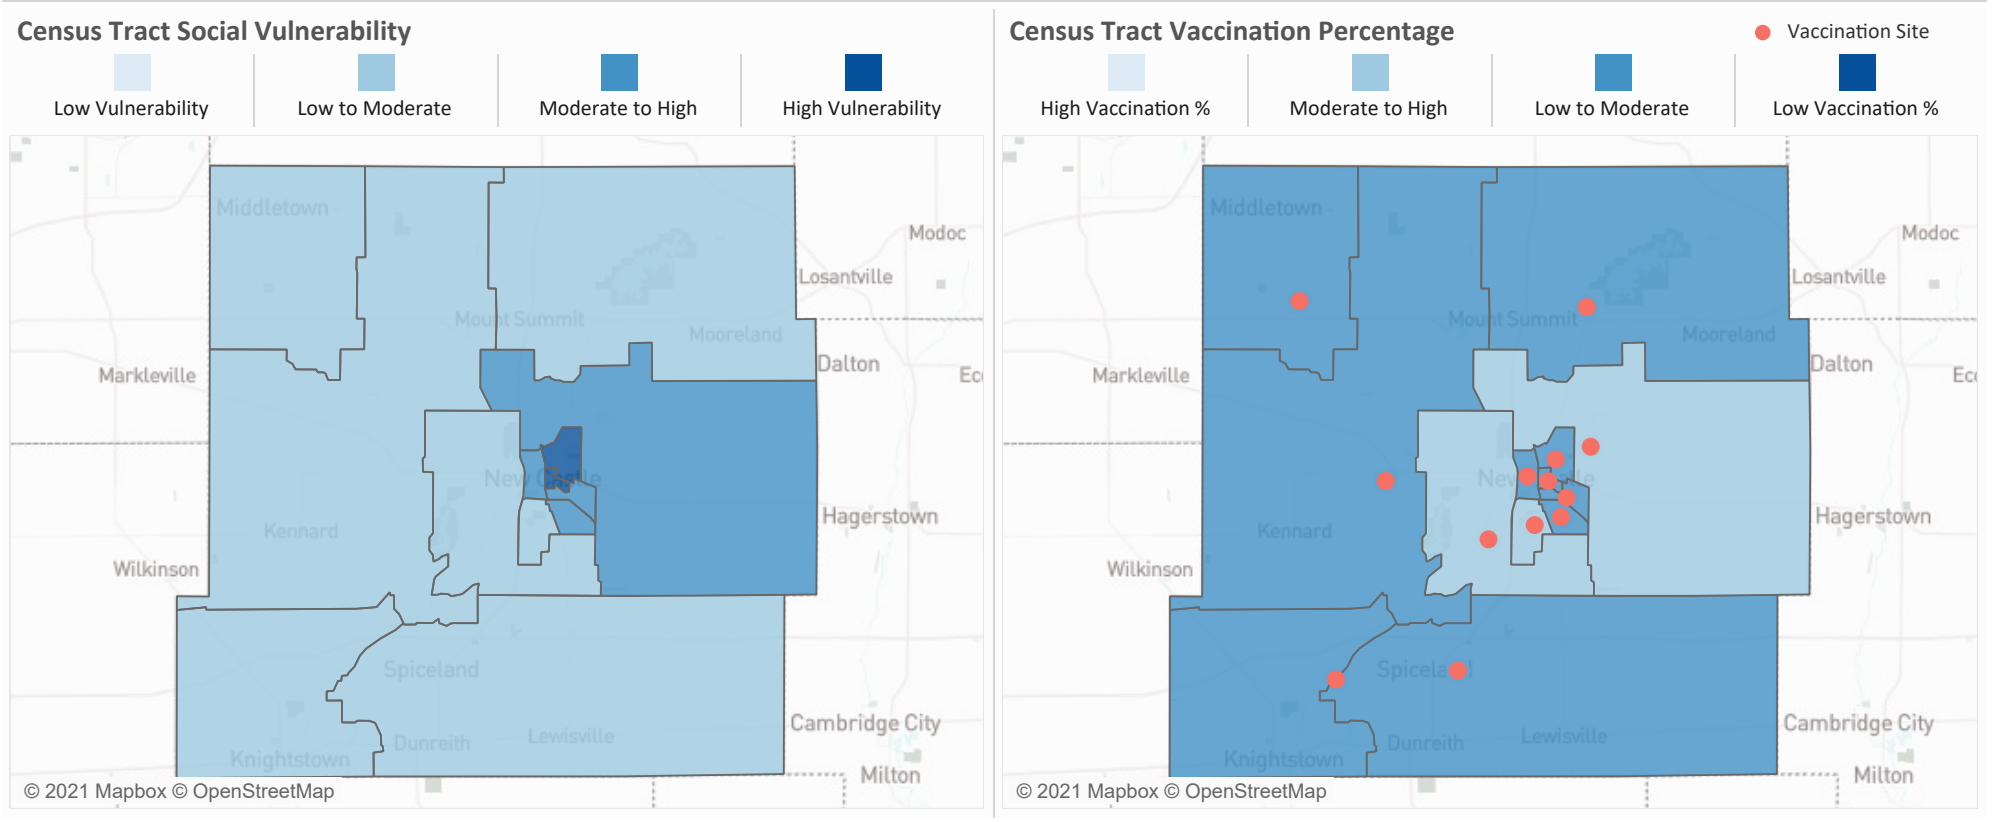 Census Tract Social Vulnerability
Low Vulnerability
Low to Moderate
Moderate to High
High Vulnerability
Middletown
Modoc
Losantville
Mount Summit
Mooreland
Dalton
Markleville
Ec
New Castle
Hagerstown
Kennard
Wilkinson
Spiceland
Cambridge City
Dunreith
Lewisville
Knightstown
Milton
© 2021 Mapbox © OpenStreetMap
Census Tract Vaccination Percentage
Vaccination Site
High Vaccination %
Moderate to High
Low to Moderate
Low Vaccination %
Middletown
Modoc
Losantville
Mount Summit
Mooreland
Dalton
Markleville
Ec
Hagerstown
Kennard
Wilkinson
Cambridge City
Dunreith
Lewisville
Knightstown
Milton
© 2021 Mapbox © OpenStreetMap